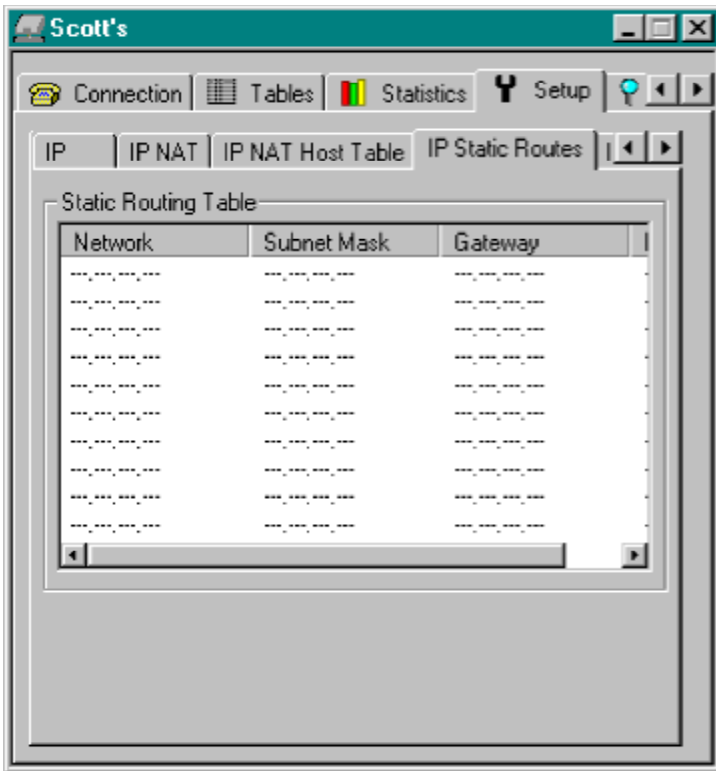 Scott's
Connection Tables Statistics Setup
IP IP NAT IP NAT Host Table IP Static Routes
Static Routing Table
Network Subnet Mask Gateway
---.---.---.--- ---.---.---.--- ---.---.---.---
---.---.---.--- ---.---.---.--- ---.---.---.---
---.---.---.--- ---.---.---.--- ---.---.---.---
---.---.---.--- ---.---.---.--- ---.---.---.---
---.---.---.--- ---.---.---.--- ---.---.---.---
---.---.---.--- ---.---.---.--- ---.---.---.---
---.---.---.--- ---.---.---.--- ---.---.---.---
---.---.---.--- ---.---.---.--- ---.---.---.---
---.---.---.--- ---.---.---.--- ---.---.---.---
---.---.---.--- ---.---.---.--- ---.---.---.---